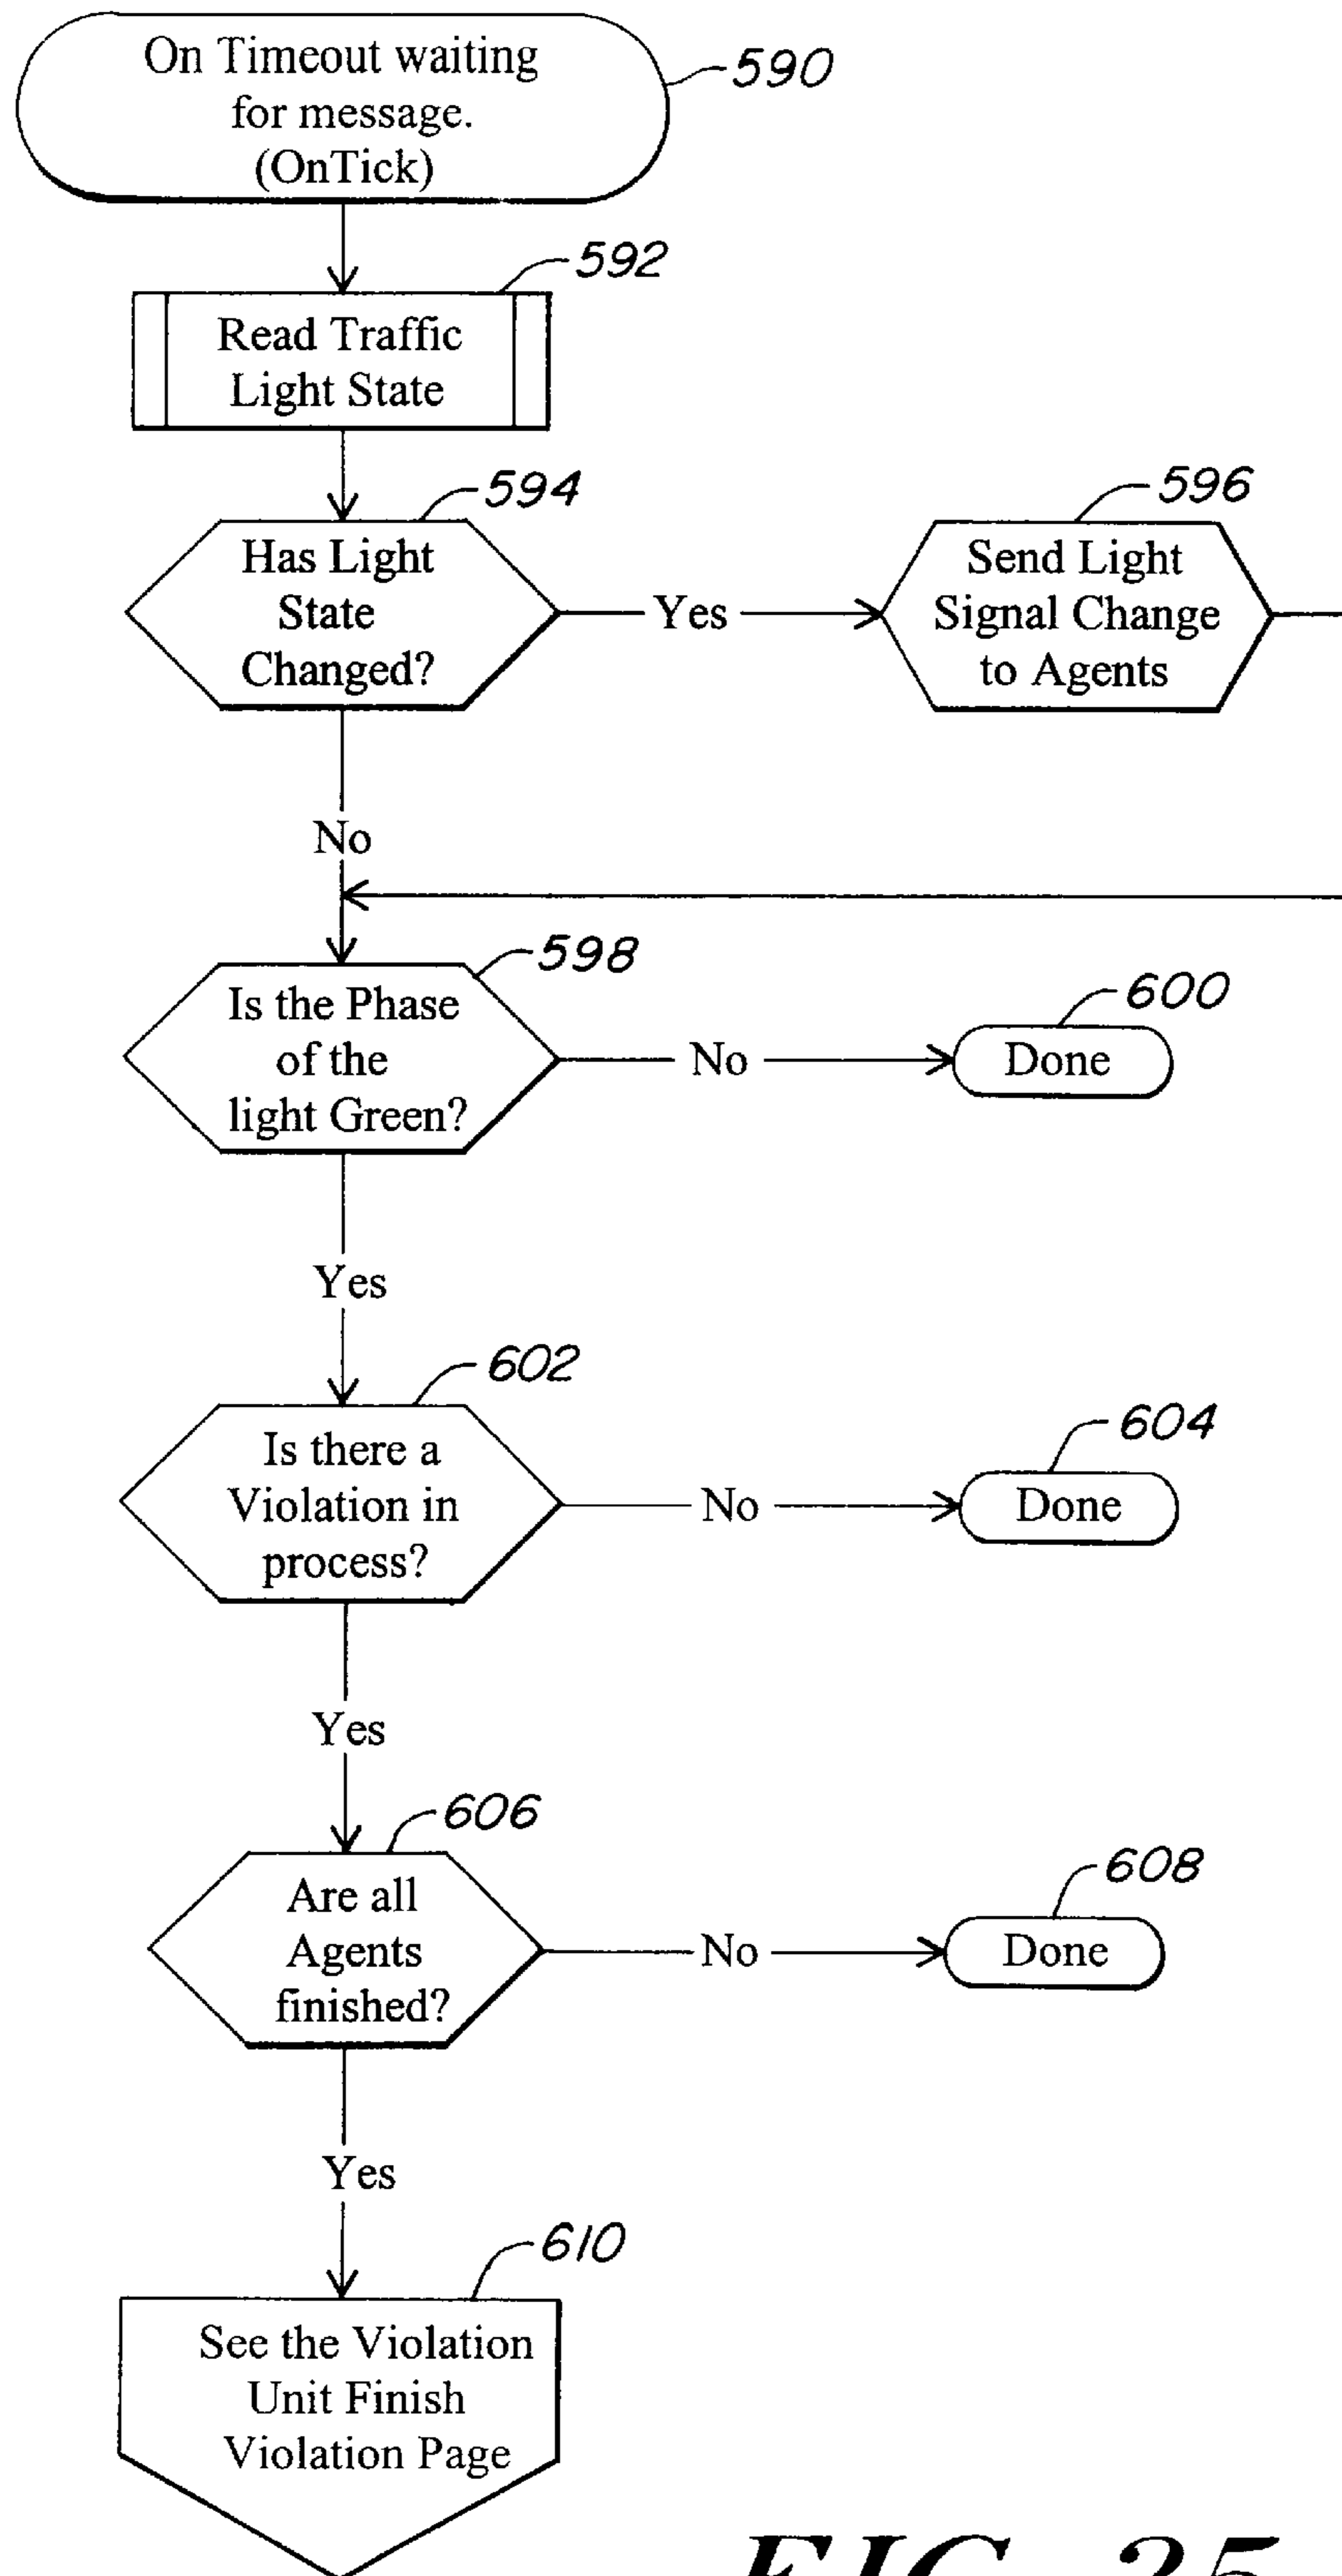 On Timeout waiting
for message.
(OnTick)
590
592
Read Traffic
Light State
594
Has Light
State
Changed?
Yes
596
Send Light
Signal Change
to Agents
No
598
Is the Phase
of the
light Green?
No
600
Done
Yes
602
Is there a
Violation in
process?
No
604
Done
Yes
606
Are all
Agents
finished?
No
608
Done
Yes
610
See the Violation
Unit Finish
Violation Page
FIG. 25